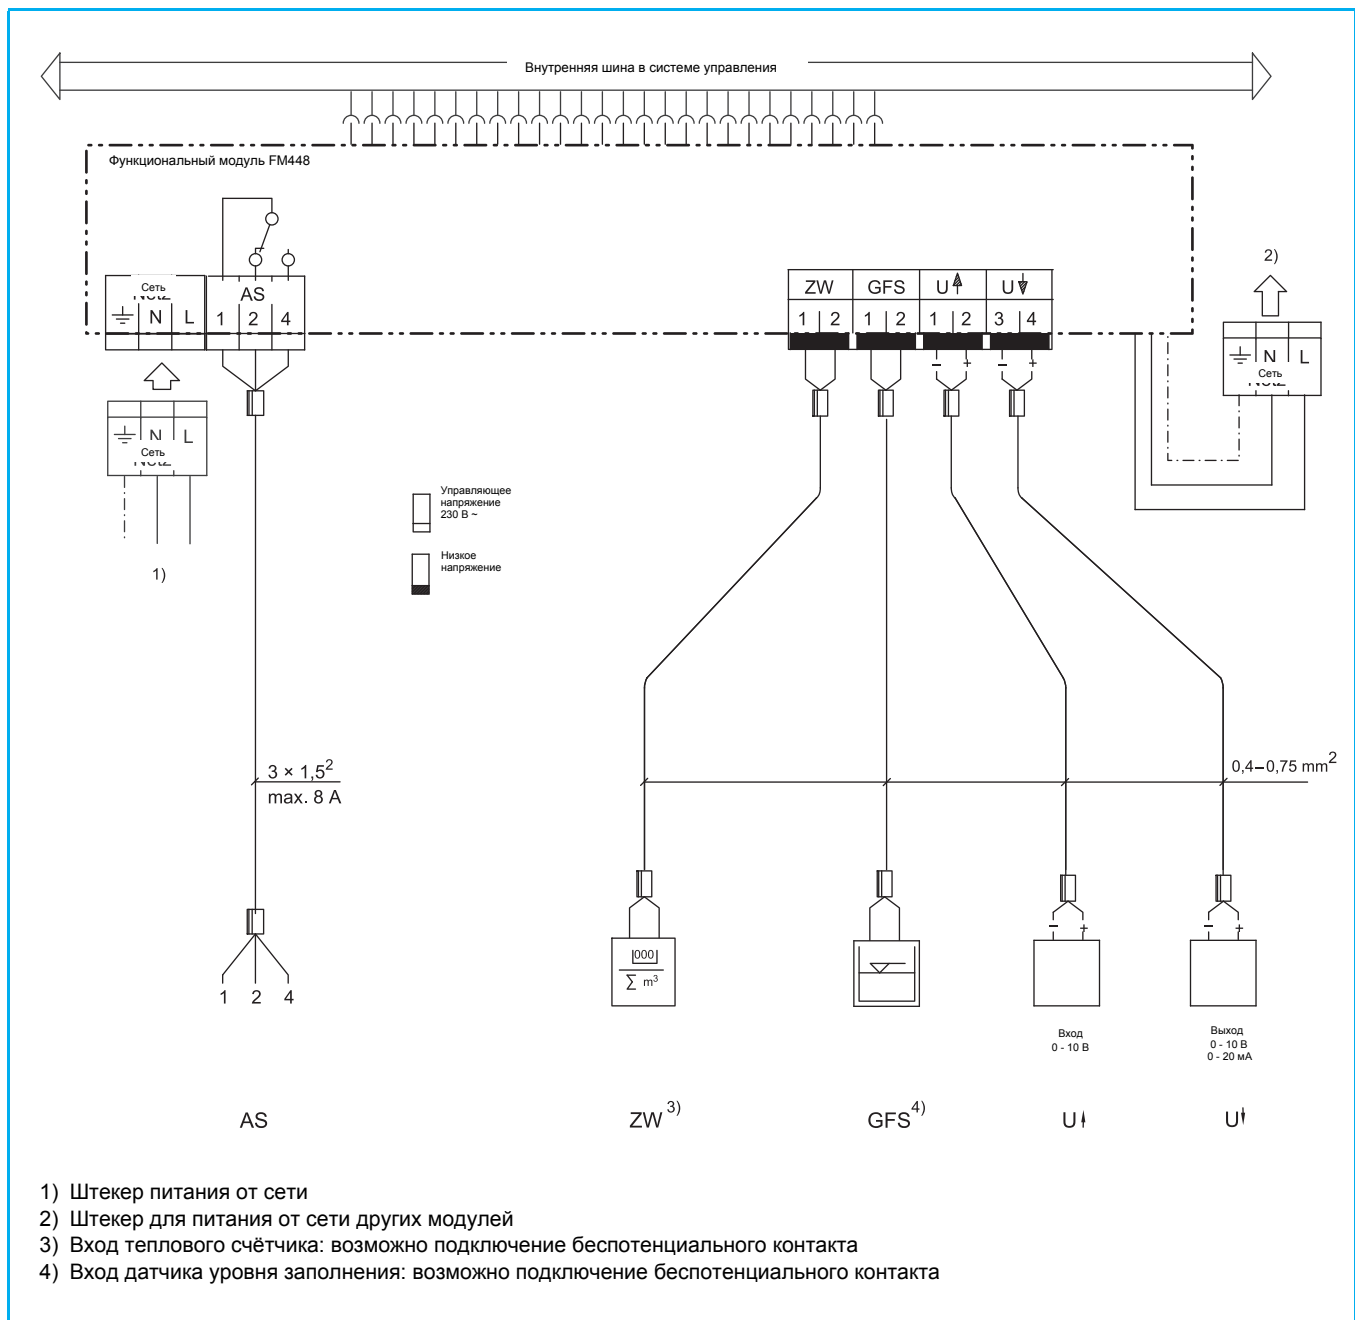 Внутренняя шина в системе управления
Функциональный модуль FM448
Сеть
N L
AS
1 2 4
ZW GFS U U
1 2 1 2 1 2 3 4
- + - +
2)
N L
Сеть
N L
Сеть
1)
Управляющее
напряжение
230 В ~
Низкое
напряжение
3 × 1,5²
max. 8 A
0,4–0,75 mm²
1 2 4
000
∑ m³
- + - +
Вход
0 - 10 В
Выход
0 - 10 В
0 - 20 мА
AS ZW 3) GFS 4) U U
1) Штекер питания от сети
2) Штекер для питания от сети других модулей
3) Вход теплового счётчика: возможно подключение беспотенциального контакта
4) Вход датчика уровня заполнения: возможно подключение беспотенциального контакта